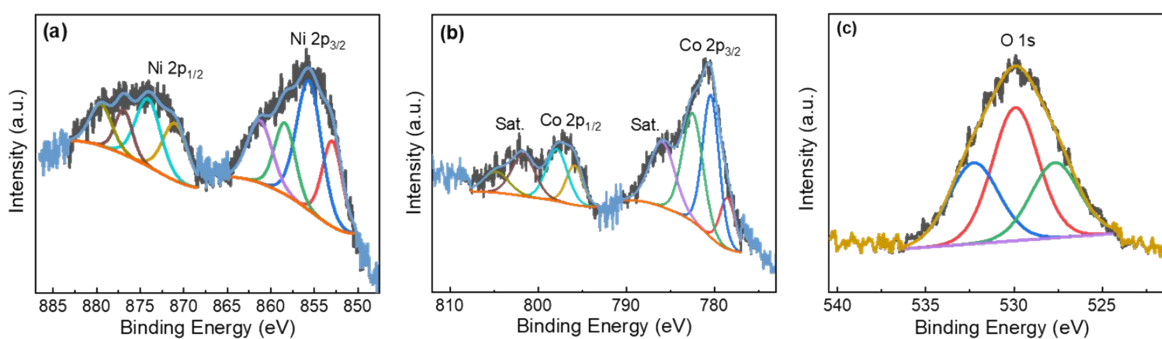 (a)
Ni 2p3/2
Ni 2p1/2
Intensity (a.u.)
885 880 875 870 865 860 855 850
Binding Energy (eV)
(b)
Co 2p3/2
Sat. Co 2p1/2 Sat.
Intensity (a.u.)
810 800 790 780
Binding Energy (eV)
(c)
O 1s
Intensity (a.u.)
540 535 530 525
Binding Energy (eV)